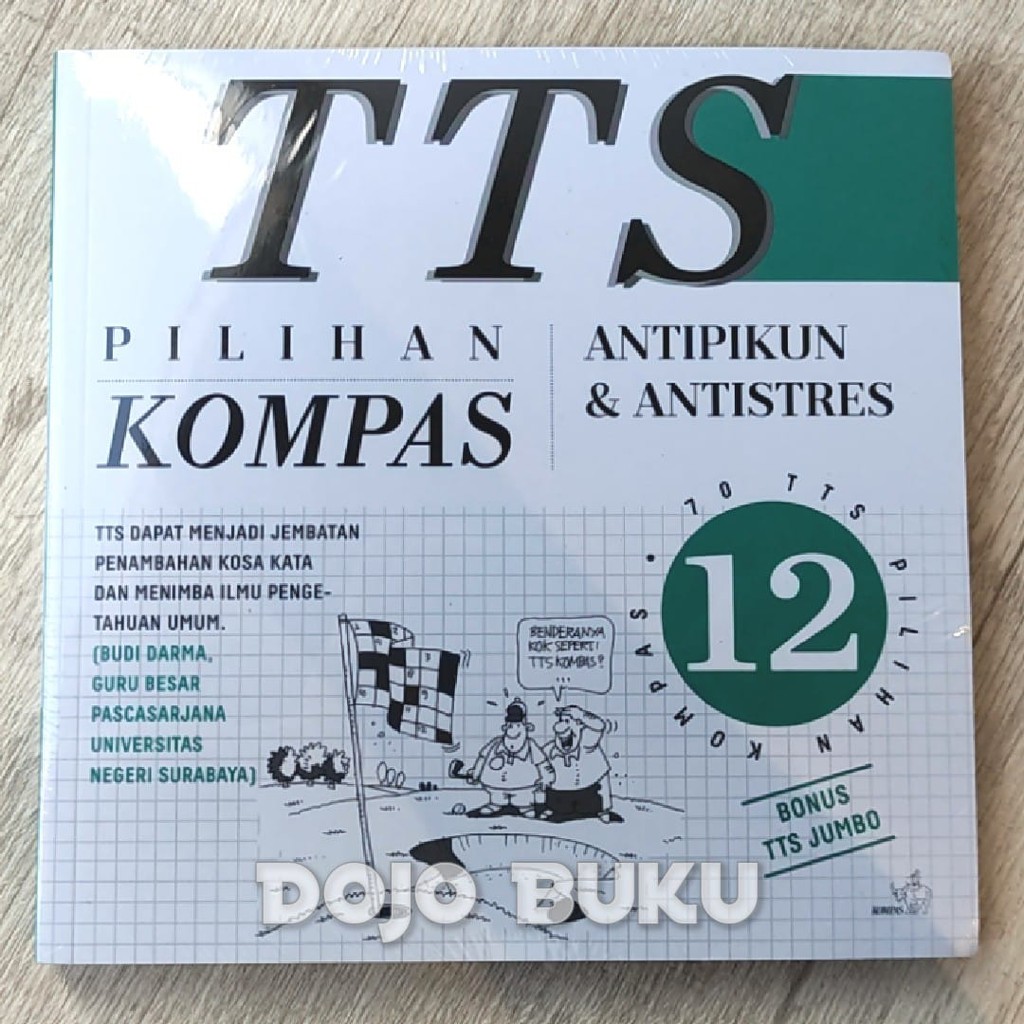 TTS
PILIHAN
KOMPAS
ANTIPIKUN
& ANTISTRES
TTS DAPAT MENJADI JEMBATAN
PENAMBAHAN KOSA KATA
DAN MENIMBA ILMU PENGE-
TAHUAN UMUM.
(BUDI DARMA,
GURU BESAR
PASCASARJANA
UNIVERSITAS
NEGERI SURABAYA)
BENDERANYA
KOK SEPERTI
TTS KOMPAS?
...
• 70 TTS PILIHAN KOMPAS
12
BONUS
TTS JUMBO
KOMPAS
DOJO BUKU